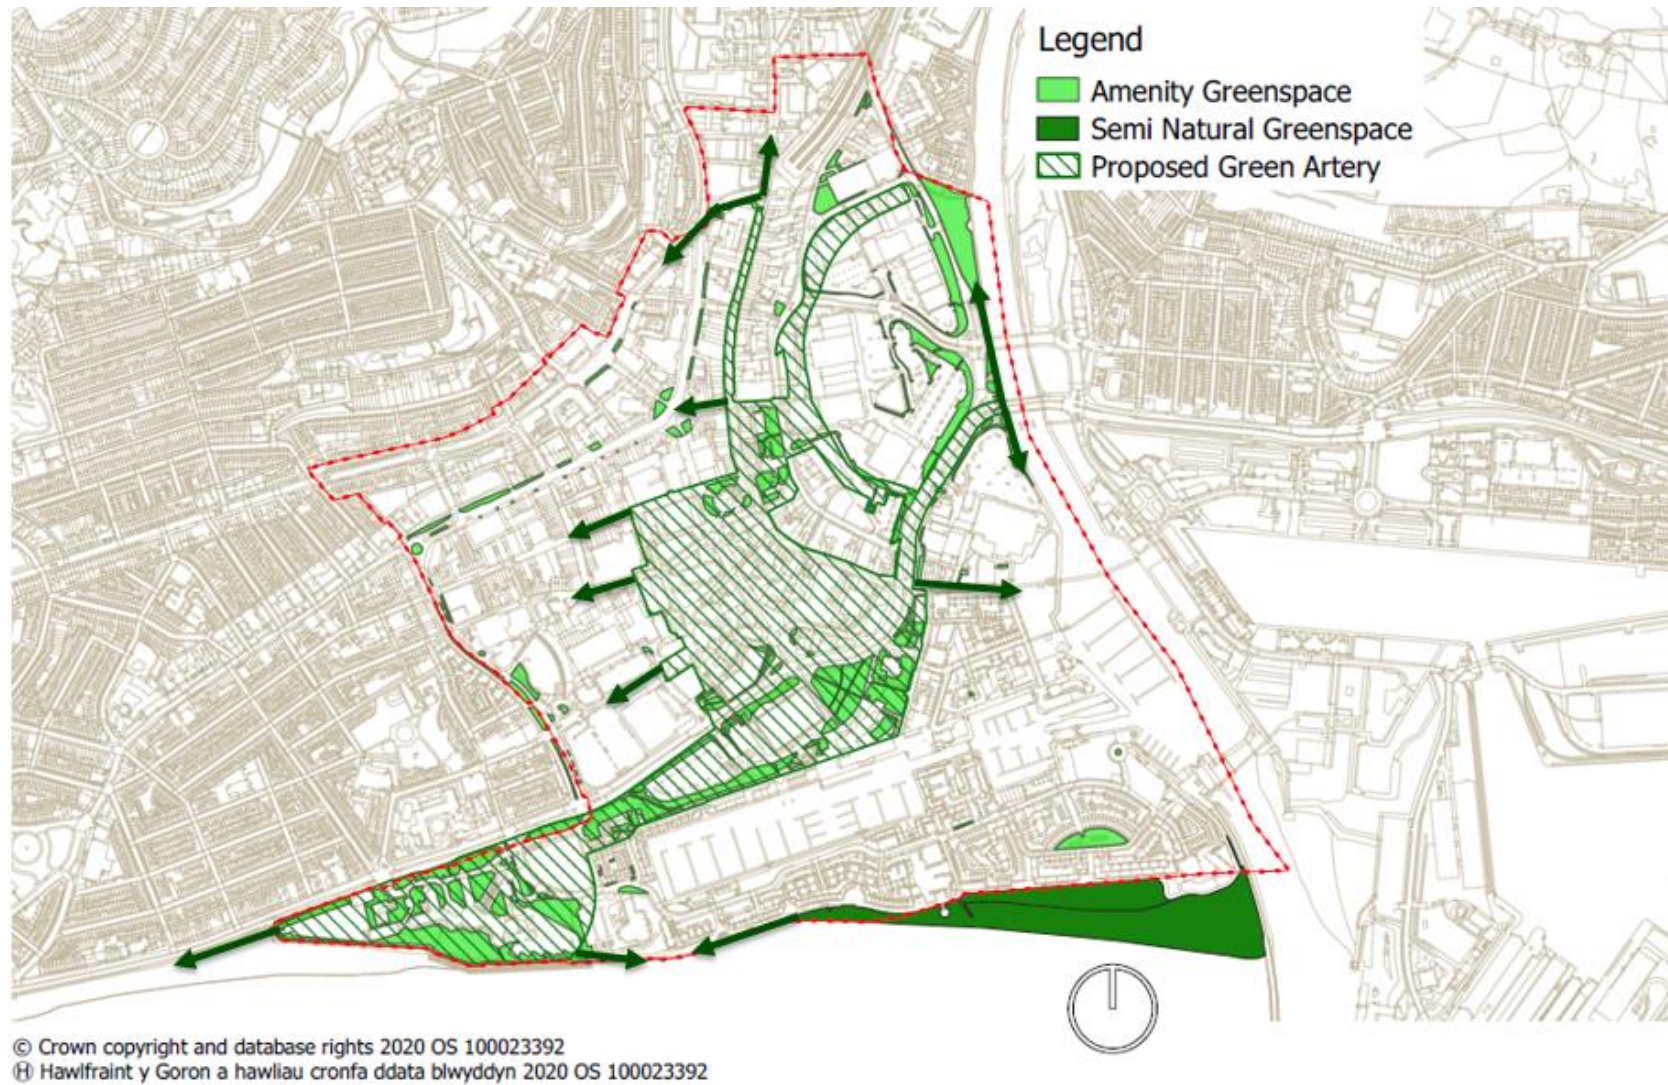 Legend
Amenity Greenspace
Semi Natural Greenspace
Proposed Green Artery
© Crown copyright and database rights 2020 OS 100023392
Ⓗ Hawlfraint y Goron a hawliau cronfa ddata blwyddyn 2020 OS 100023392